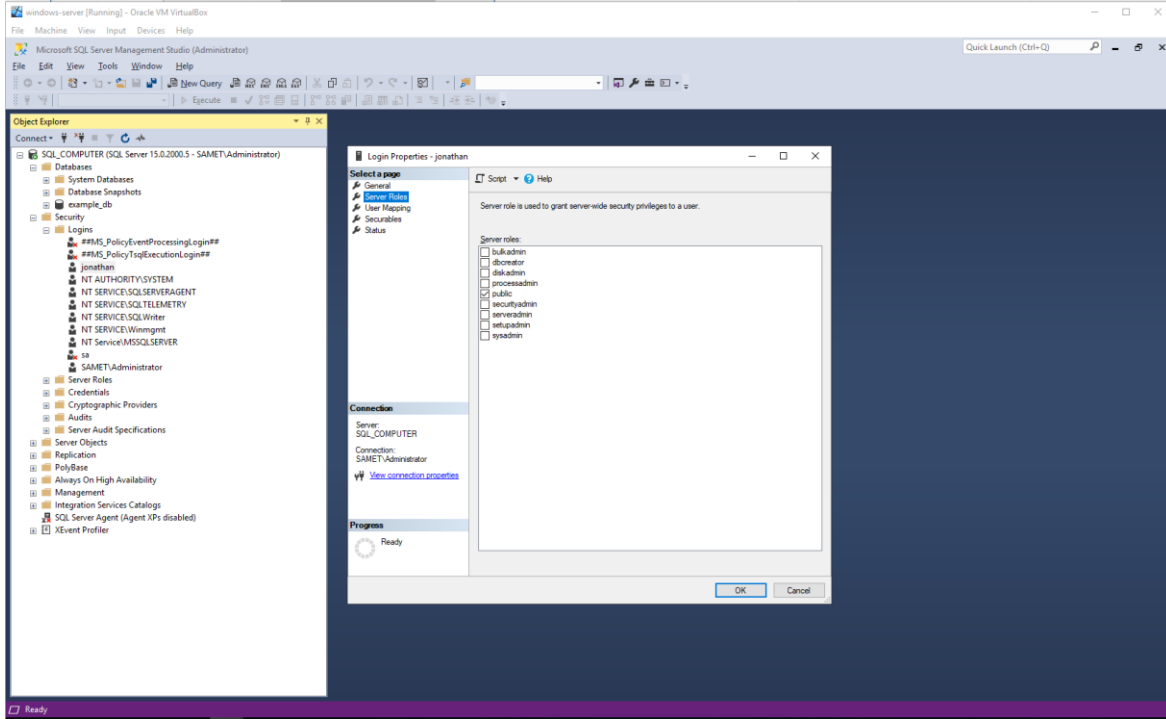 windows-server [Running] - Oracle VM VirtualBox
File Machine View Input Devices Help
Microsoft SQL Server Management Studio (Administrator)
Quick Launch (Ctrl+Q)
File Edit View Tools Window Help
New Query
Execute
Object Explorer
Connect
SQL_COMPUTER (SQL Server 15.0.2000.5 - SAMET\Administrator)
Databases
System Databases
Database Snapshots
example_db
Security
Logins
##MS_PolicyEventProcessingLogin##
##MS_PolicyTsqlExecutionLogin##
jonathan
NT AUTHORITY\SYSTEM
NT SERVICE\SQLSERVERAGENT
NT SERVICE\SQLTELEMETRY
NT SERVICE\SQLWriter
NT SERVICE\Winmgmt
NT Service\MSSQLSERVER
sa
SAMET\Administrator
Server Roles
Credentials
Cryptographic Providers
Audits
Server Audit Specifications
Server Objects
Replication
PolyBase
Always On High Availability
Management
Integration Services Catalogs
SQL Server Agent (Agent XPs disabled)
XEvent Profiler
Login Properties - jonathan
Select a page
General
Server Roles
User Mapping
Securables
Status
Connection
Server:
SQL_COMPUTER
Connection:
SAMET\Administrator
View connection properties
Progress
Ready
Script Help
Server role is used to grant server-wide security privileges to a user.
Server roles:
bulkadmin
dbcreator
diskadmin
processadmin
public
securityadmin
serveradmin
setupadmin
sysadmin
OK Cancel
Ready